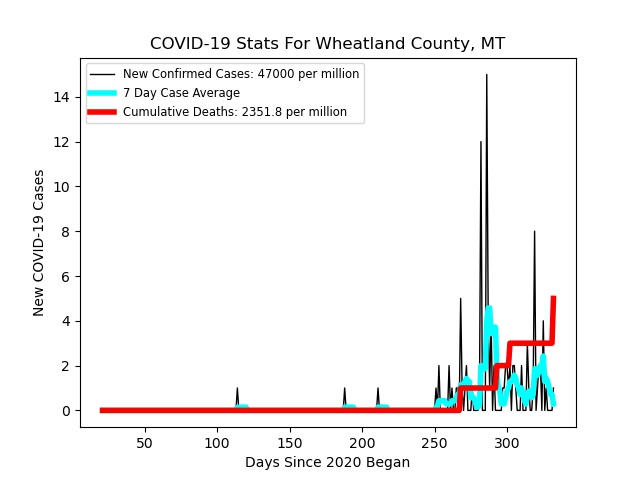 COVID-19 Stats For Wheatland County, MT
New Confirmed Cases: 47000 per million
7 Day Case Average
Cumulative Deaths: 2351.8 per million
New COVID-19 Cases
14
12
10
8
6
4
2
0
50 100 150 200 250 300
Days Since 2020 Began